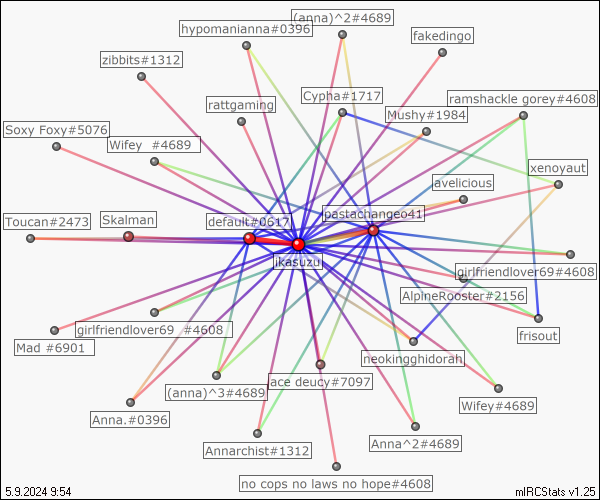 (anna)^2#4689
hypomanianna#0396
fakedingo
zibbits#1312
Cypha#1717
ramshackle gorey#4608
rattgaming
Mushy#1984
Soxy Foxy#5076
Wifey #4689
xenoyaut
avelicious
Toucan#2473
Skalman
default#0617
pastachangeo41
jkasuzu
girlfriendlover69#4608
AlpineRooster#2156
girlfriendlover69 #4608
frisout
Mad #6901
neokingghidorah
(anna)^3#4689
ace deucy#7097
Wifey#4689
Anna.#0396
Annarchist#1312
Anna^2#4689
no cops no laws no hope#4608
5.9.2024 9:54
mIRCStats v1.25